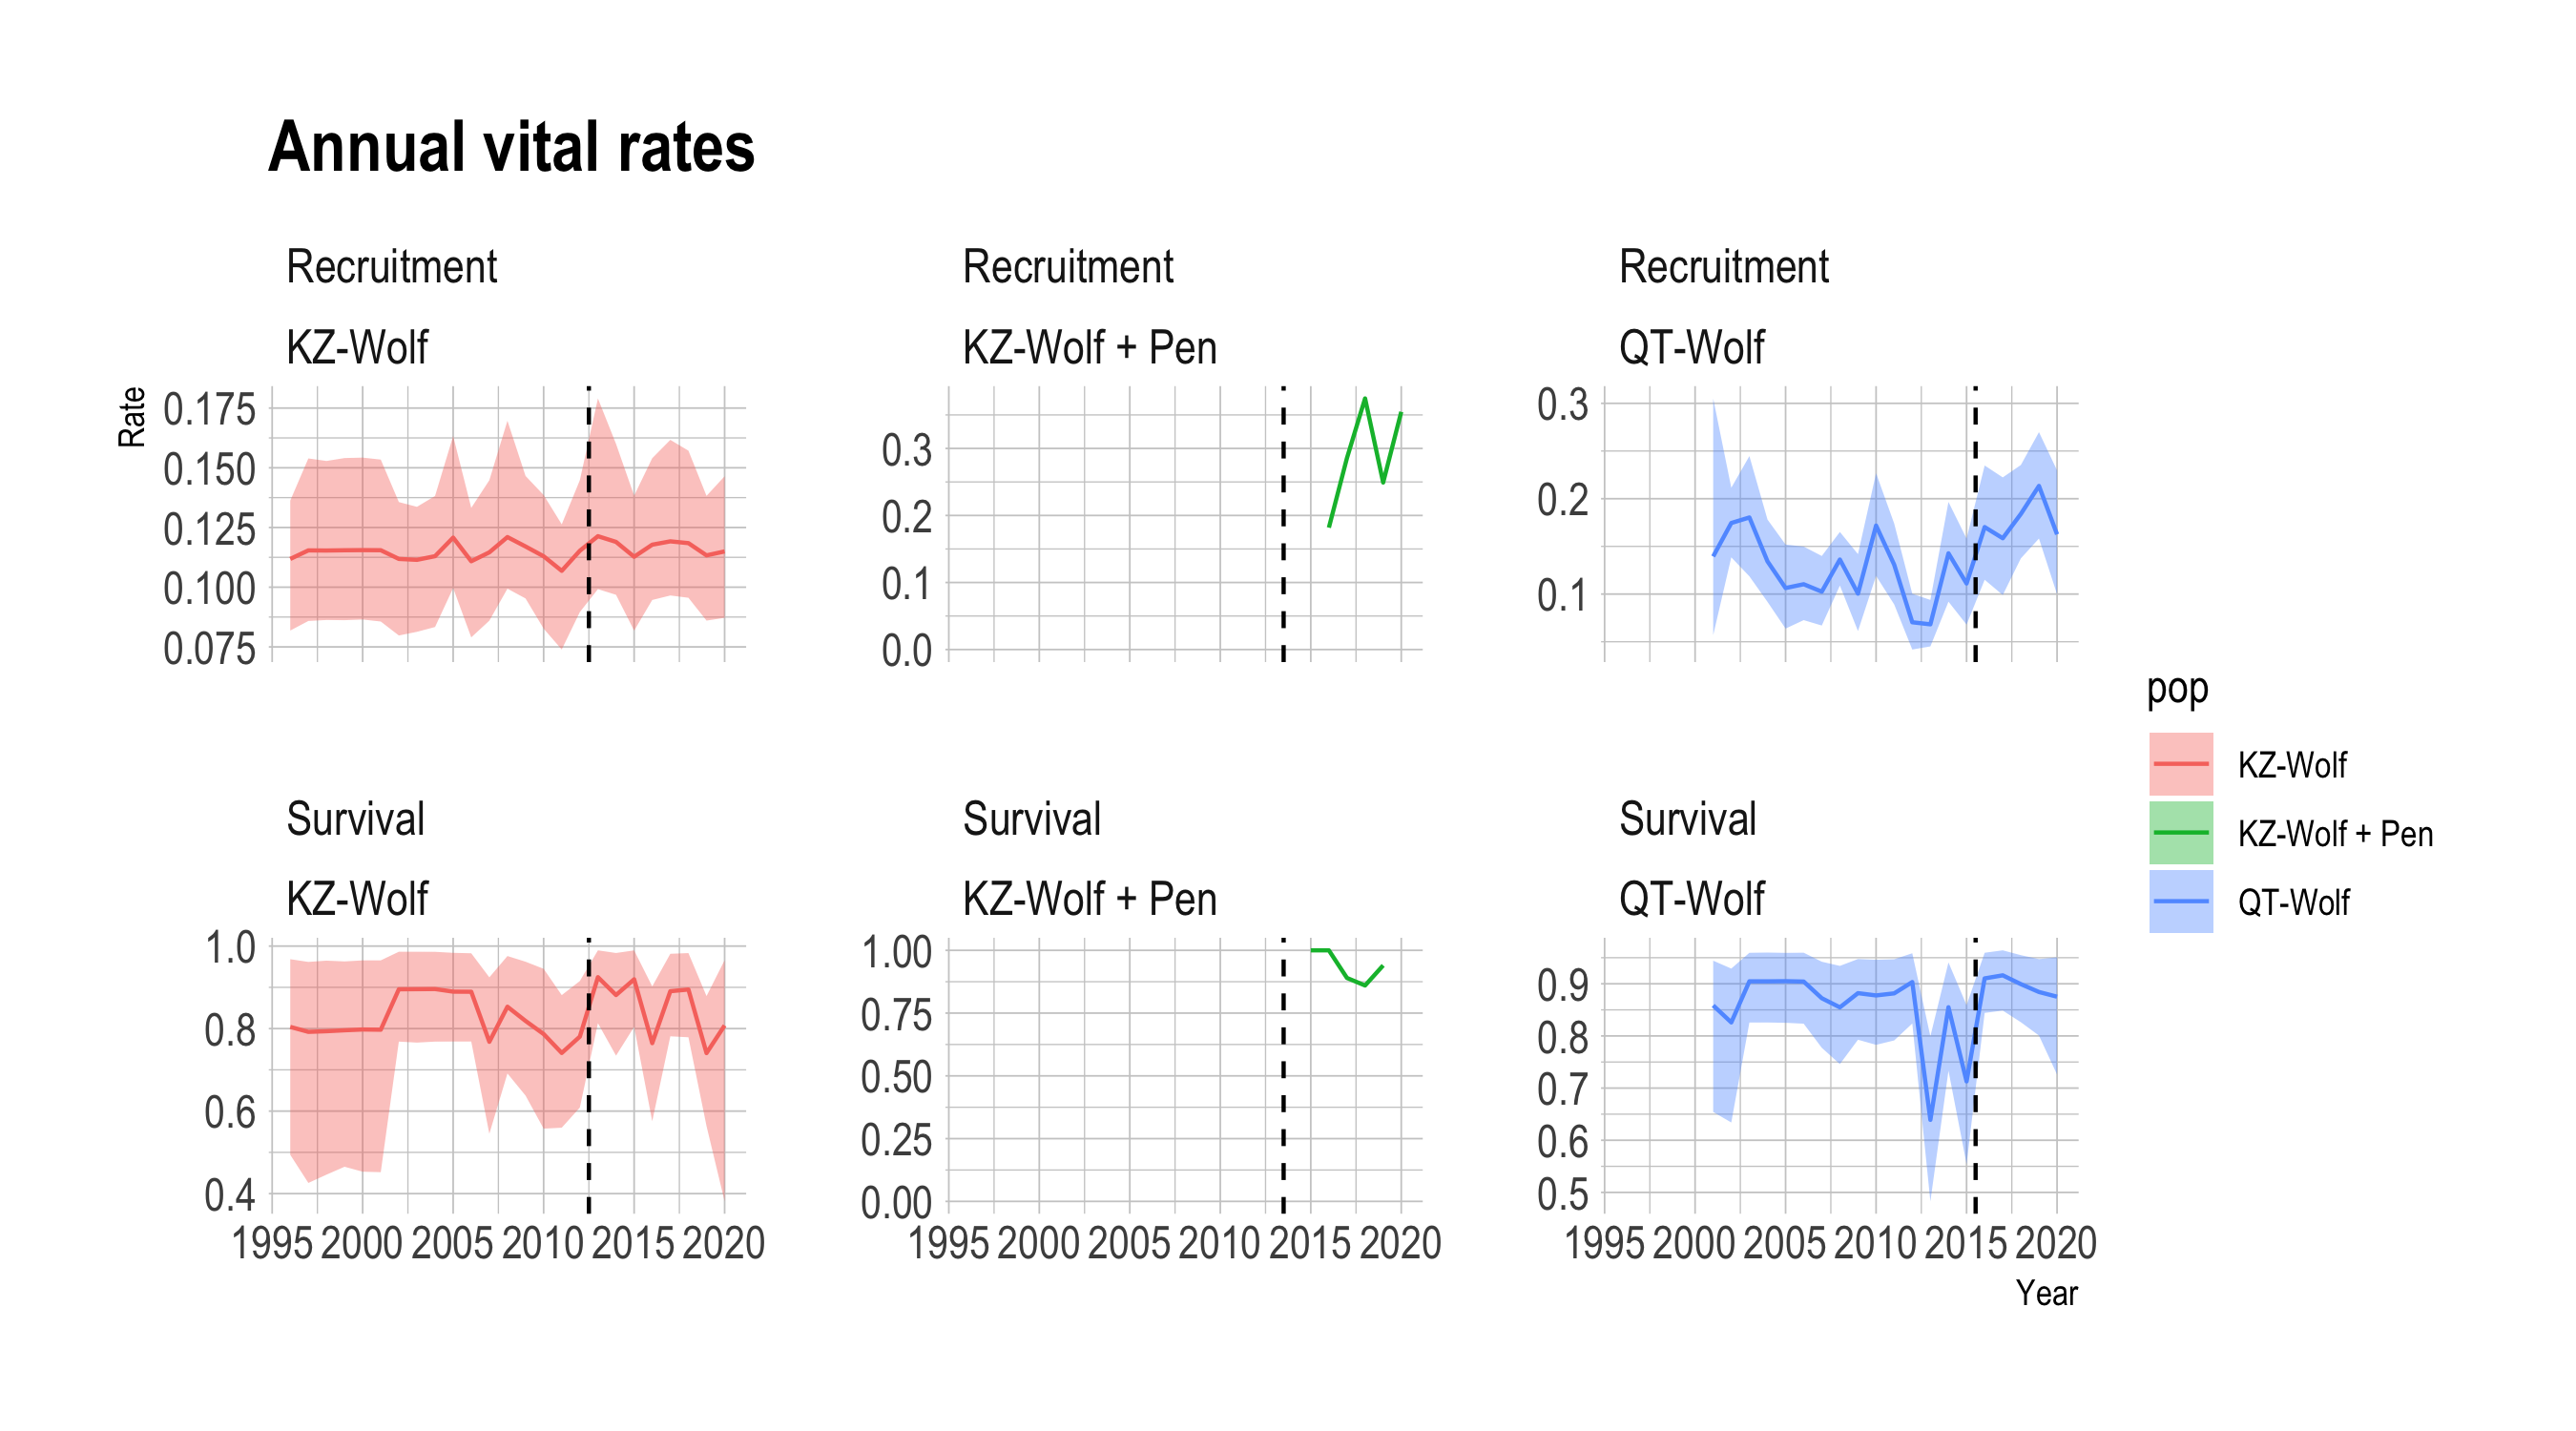 Annual vital rates
Recruitment
KZ-Wolf
Recruitment
KZ-Wolf + Pen
Recruitment
QT-Wolf
Rate
0.175
0.150
0.125
0.100
0.075
0.3
0.2
0.1
0.0
0.3
0.2
0.1
Survival
KZ-Wolf
Survival
KZ-Wolf + Pen
Survival
QT-Wolf
1.0
0.8
0.6
0.4
1995 2000 2005 2010 2015 2020
1.00
0.75
0.50
0.25
0.00
1995 2000 2005 2010 2015 2020
0.9
0.8
0.7
0.6
0.5
1995 2000 2005 2010 2015 2020
Year
pop
KZ-Wolf
KZ-Wolf + Pen
QT-Wolf